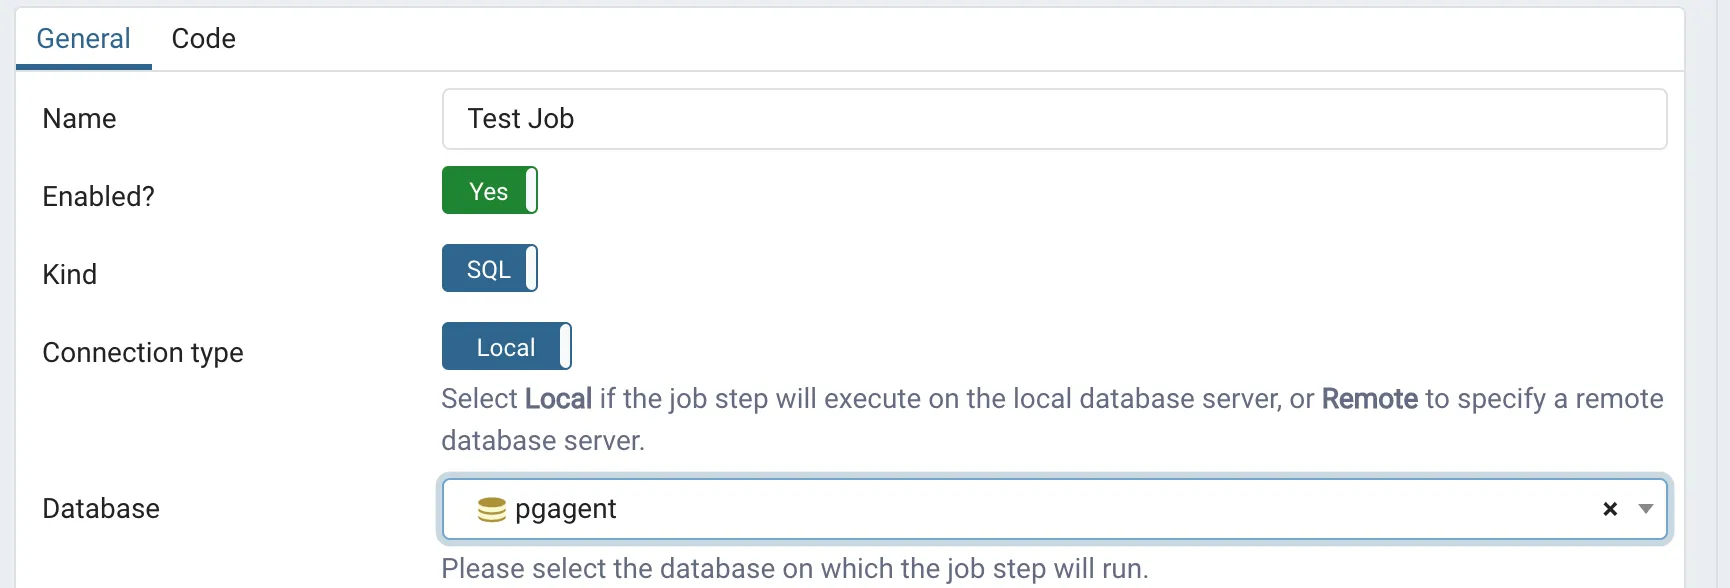 General Code
Name Test Job
Enabled? Yes
Kind SQL
Connection type Local
Select Local if the job step will execute on the local database server, or Remote to specify a remote
database server.
Database pgagent
Please select the database on which the job step will run.